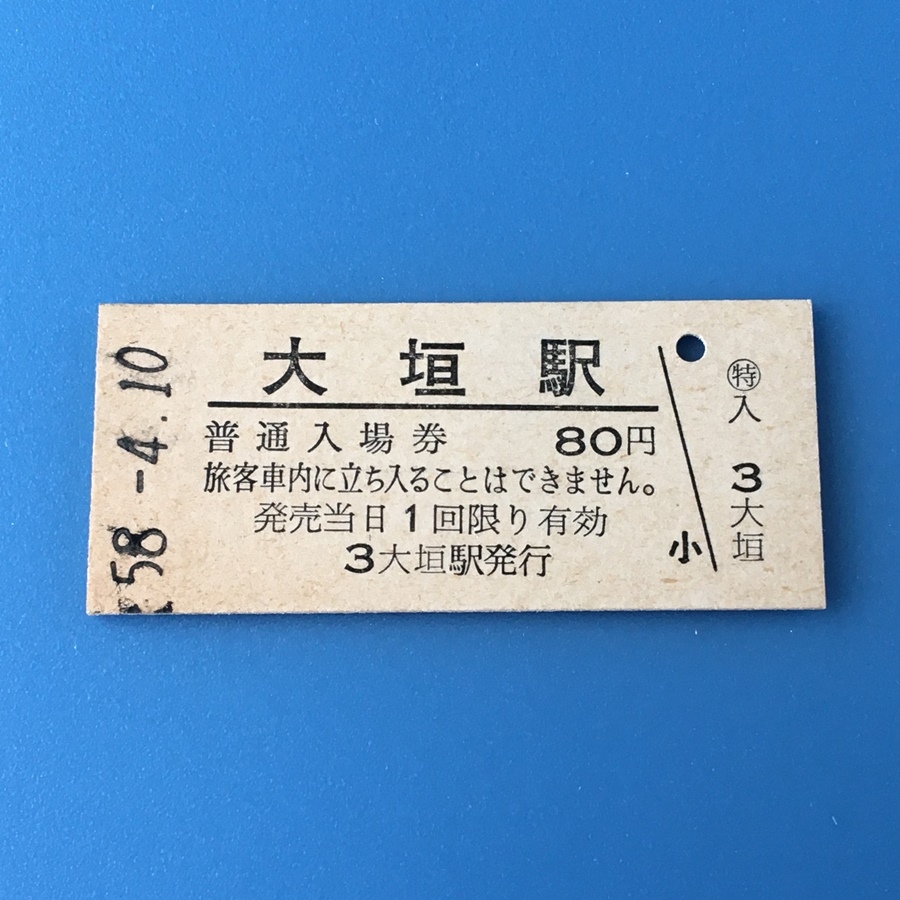 58-4.10
大垣駅
普通入場券 80円
旅客車内に立ち入ることはできません。
発売当日1回限り有効
3大垣駅発行
小
㊕入 3大垣